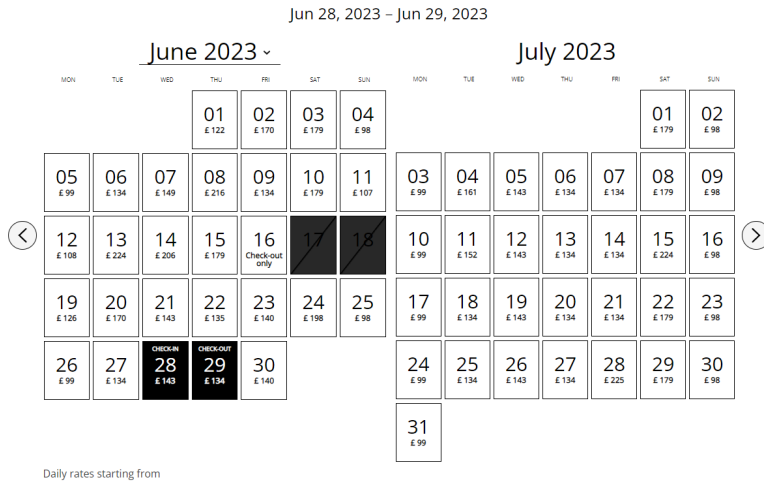 Jun 28, 2023 – Jun 29, 2023
June 2023
MON TUE WED THU FRI SAT SUN
01 02 03 04
£ 122 £ 170 £ 179 £ 98
05 06 07 08 09 10 11
£ 99 £ 134 £ 149 £ 216 £ 134 £ 179 £ 107
12 13 14 15 16 17 18
£ 108 £ 224 £ 206 £ 179 Check-out only
19 20 21 22 23 24 25
£ 126 £ 170 £ 143 £ 135 £ 140 £ 198 £ 98
CHECK-IN CHECK-OUT
26 27 28 29 30
£ 99 £ 134 £ 143 £ 134 £ 140
July 2023
MON TUE WED THU FRI SAT SUN
01 02
£ 179 £ 98
03 04 05 06 07 08 09
£ 99 £ 161 £ 143 £ 134 £ 134 £ 179 £ 98
10 11 12 13 14 15 16
£ 99 £ 152 £ 143 £ 134 £ 134 £ 224 £ 98
17 18 19 20 21 22 23
£ 99 £ 134 £ 143 £ 134 £ 134 £ 179 £ 98
24 25 26 27 28 29 30
£ 99 £ 134 £ 143 £ 134 £ 225 £ 179 £ 98
31
£ 99
Daily rates starting from